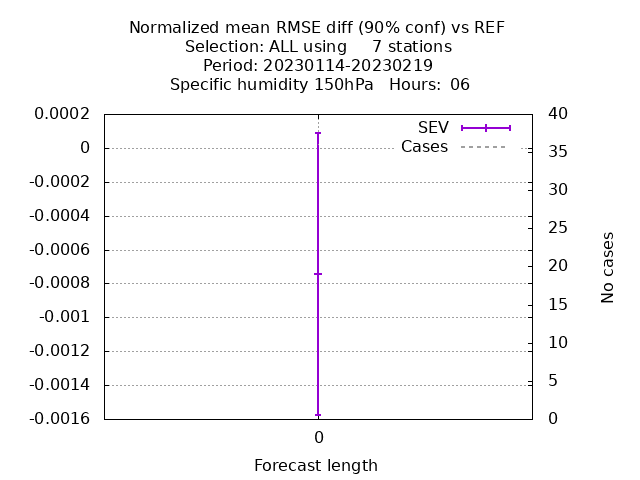 Normalized mean RMSE diff (90% conf) vs REF
Selection: ALL using     7 stations
Period: 20230114-20230219
Specific humidity 150hPa   Hours:  06
0.0002
0
-0.0002
-0.0004
-0.0006
-0.0008
-0.001
-0.0012
-0.0014
-0.0016
SEV
Cases
40
35
30
25
20
15
10
5
0
No cases
0
Forecast length